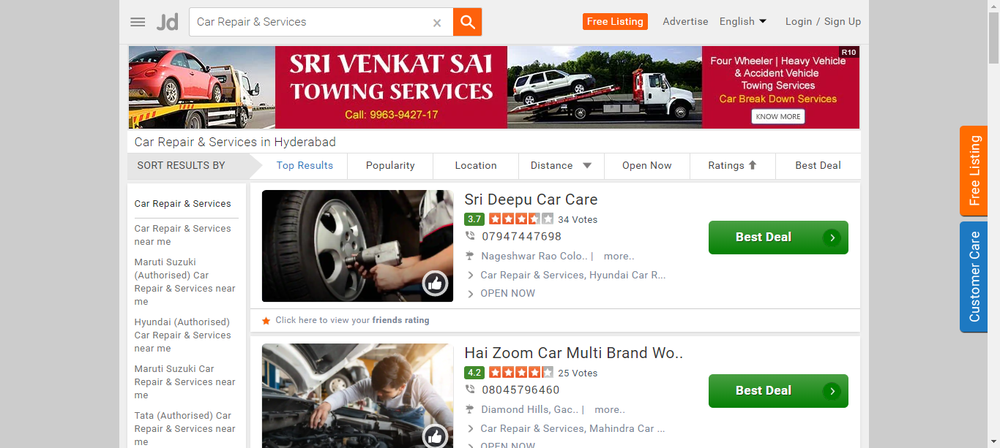 Jd
Car Repair & Services
×
Free Listing
Advertise
English
Login / Sign Up
SRI VENKAT SAI
TOWING SERVICES
Call: 9963-9427-17
R10
Four Wheeler | Heavy Vehicle
& Accident Vehicle
Towing Services
Car Break Down Services
KNOW MORE
Car Repair & Services in Hyderabad
SORT RESULTS BY
Top Results
Popularity
Location
Distance
Open Now
Ratings
Best Deal
Car Repair & Services
Car Repair & Services
near me
Maruti Suzuki
(Authorised) Car
Repair & Services near
me
Hyundai (Authorised)
Car Repair & Services
near me
Maruti Suzuki Car
Repair & Services near
me
Tata (Authorised) Car
Repair & Services near
me
Sri Deepu Car Care
3.7 34 Votes
07947447698
Nageshwar Rao Colo.. | more..
Car Repair & Services, Hyundai Car R...
OPEN NOW
Best Deal
Click here to view your friends rating
Hai Zoom Car Multi Brand Wo..
4.2 25 Votes
08045796460
Diamond Hills, Gac.. | more..
Car Repair & Services, Mahindra Car ...
OPEN NOW
Best Deal
Free Listing
Customer Care